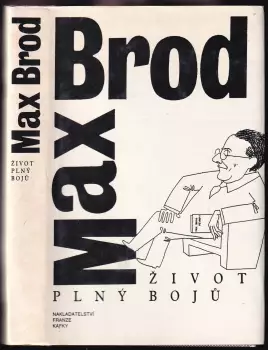 Max Brod
ŽIVOT
PLNÝ
BOJŮ
Max
Brod
ŽIVOT
PLNÝ BOJŮ
NAKLADATELSTVÍ
FRANZE
KAFKY